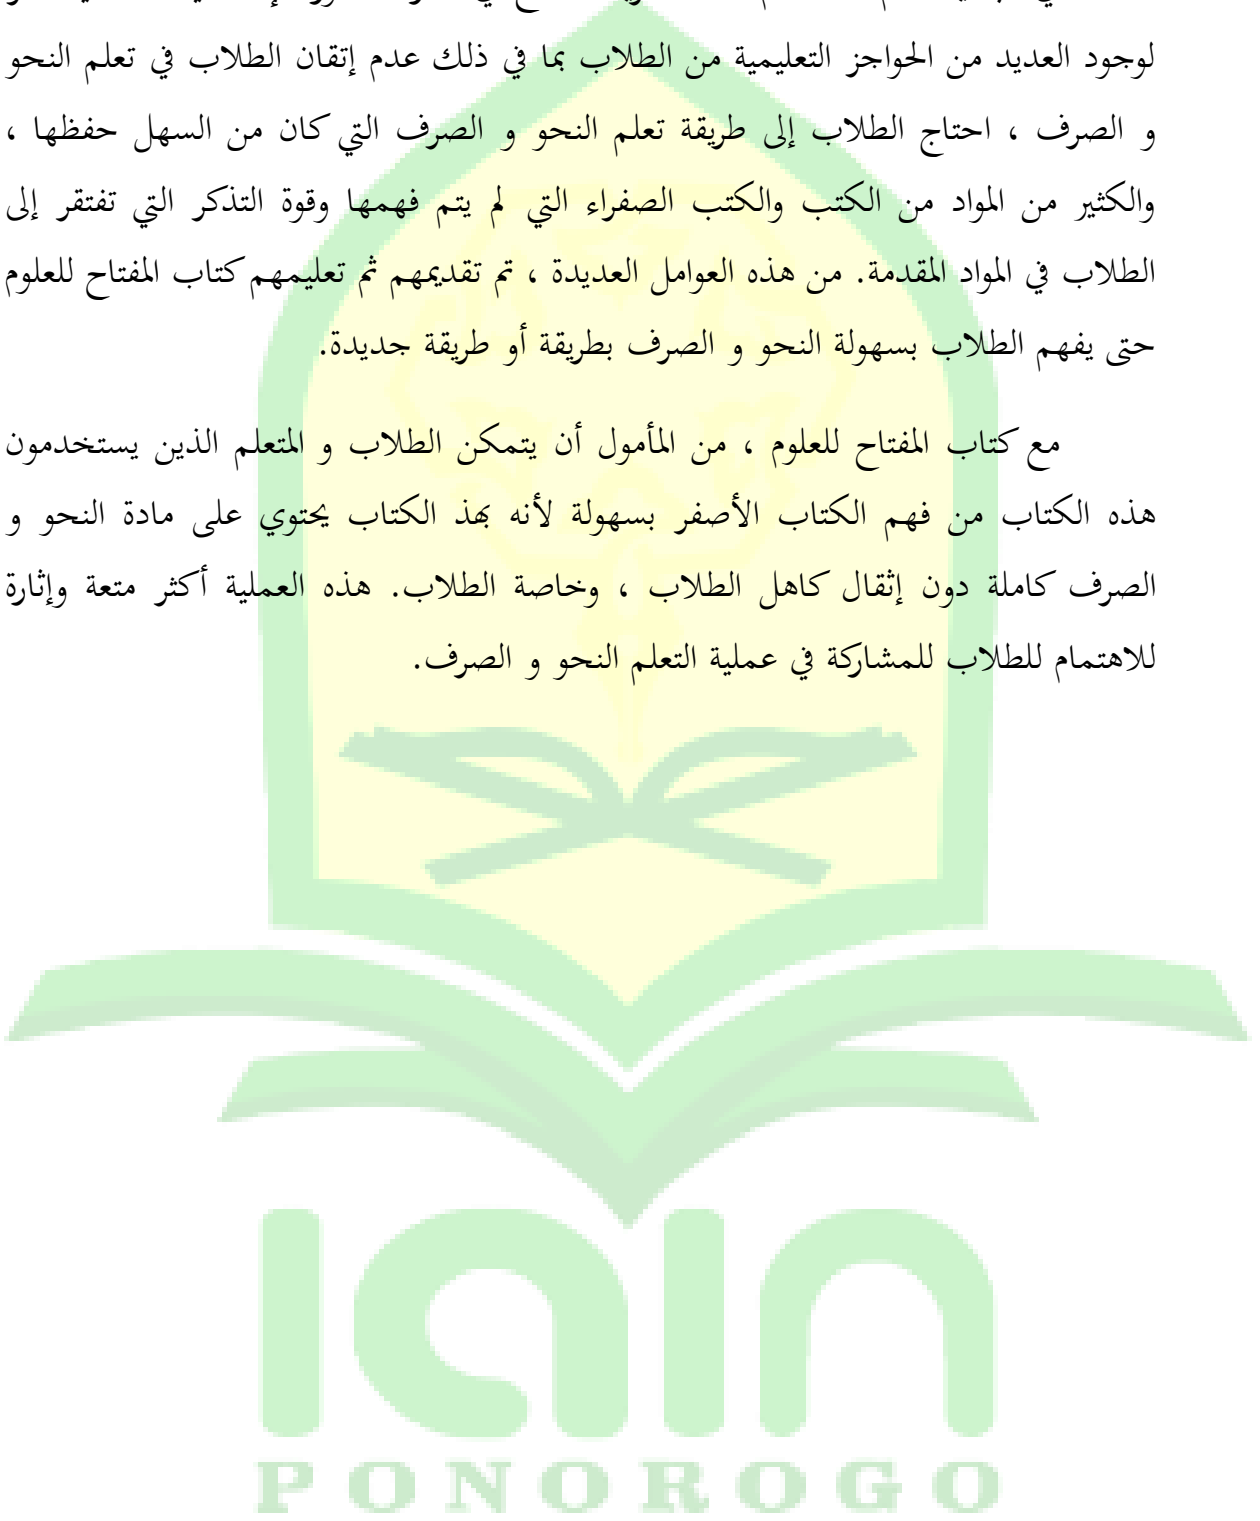 لوجود العديد من الحواجز التعليمية من الطلاب بما في ذلك عدم إتقان الطلاب في تعلم النحو
و الصرف ، احتاج الطلاب إلى طريقة تعلم النحو و الصرف التي كان من السهل حفظها ،
والكثير من المواد من الكتب والكتب الصفراء التي لم يتم فهمها وقوة التذكر التي تفتقر إلى
الطلاب في المواد المقدمة. من هذه العوامل العديدة ، تم تقديمهم ثم تعليمهم كتاب المفتاح للعلوم
حتى يفهم الطلاب بسهولة النحو و الصرف بطريقة أو طريقة جديدة.
مع كتاب المفتاح للعلوم ، من المأمول أن يتمكن الطلاب و المتعلم الذين يستخدمون
هذه الكتاب من فهم الكتاب الأصفر بسهولة لأنه بهذ الكتاب يحتوي على مادة النحو و
الصرف كاملة دون إثقال كاهل الطلاب ، وخاصة الطلاب. هذه العملية أكثر متعة وإثارة
للاهتمام للطلاب للمشاركة في عملية التعلم النحو و الصرف.
iain
PONOROGO